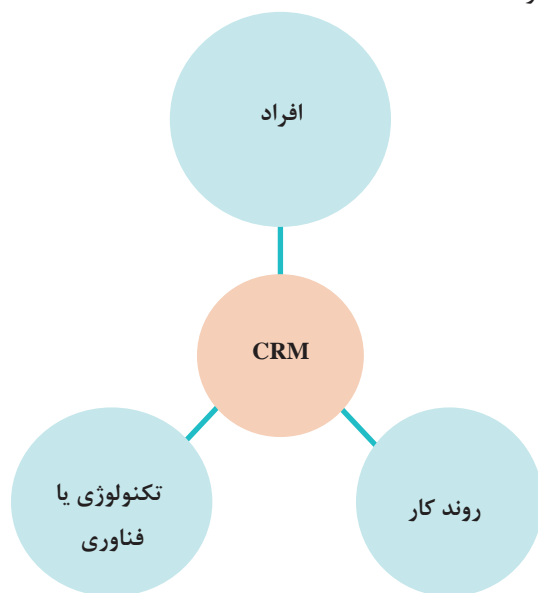 افراد
CRM
روند کار
تکنولوژی یا
فناوری